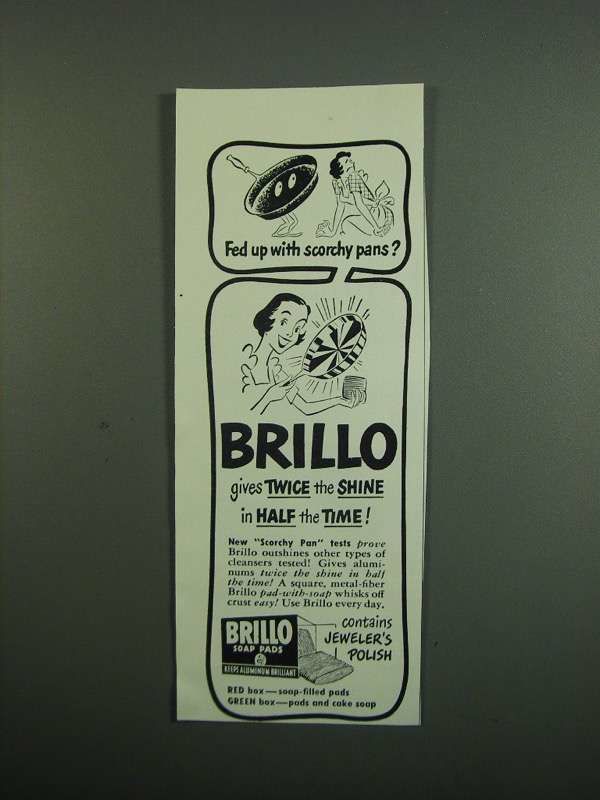 Fed up with scorchy pans?
BRILLO
gives TWICE the SHINE
in HALF the TIME!
New "Scorchy Pan" tests prove
Brillo outshines other types of
cleansers tested! Gives alumi-
nums twice the shine in half
the time! A square, metal-fiber
Brillo pad-with-soap whisks off
crust easy! Use Brillo every day.
BRILLO
SOAP PADS
KEEPS ALUMINUM BRILLIANT
contains
JEWELER'S
POLISH
RED box—soap-filled pads
GREEN box—pads and cake soap